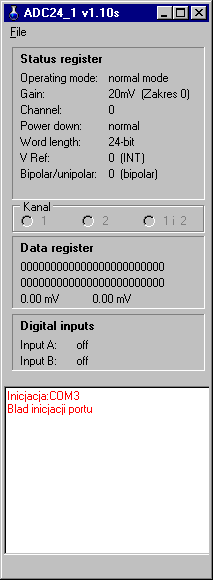 ADC24_1 v1.10s
File
Status register
Operating mode: normal mode
Gain: 20mV (Zakres 0)
Channel: 0
Power down: normal
Word length: 24-bit
V Ref: 0 (INT)
Bipolar/unipolar: 0 (bipolar)
Kanal
1 2 1 i 2
Data register
000000000000000000000000
000000000000000000000000
0.00 mV 0.00 mV
Digital inputs
Input A: off
Input B: off
Inicjacja:COM3
Blad inicjacji portu